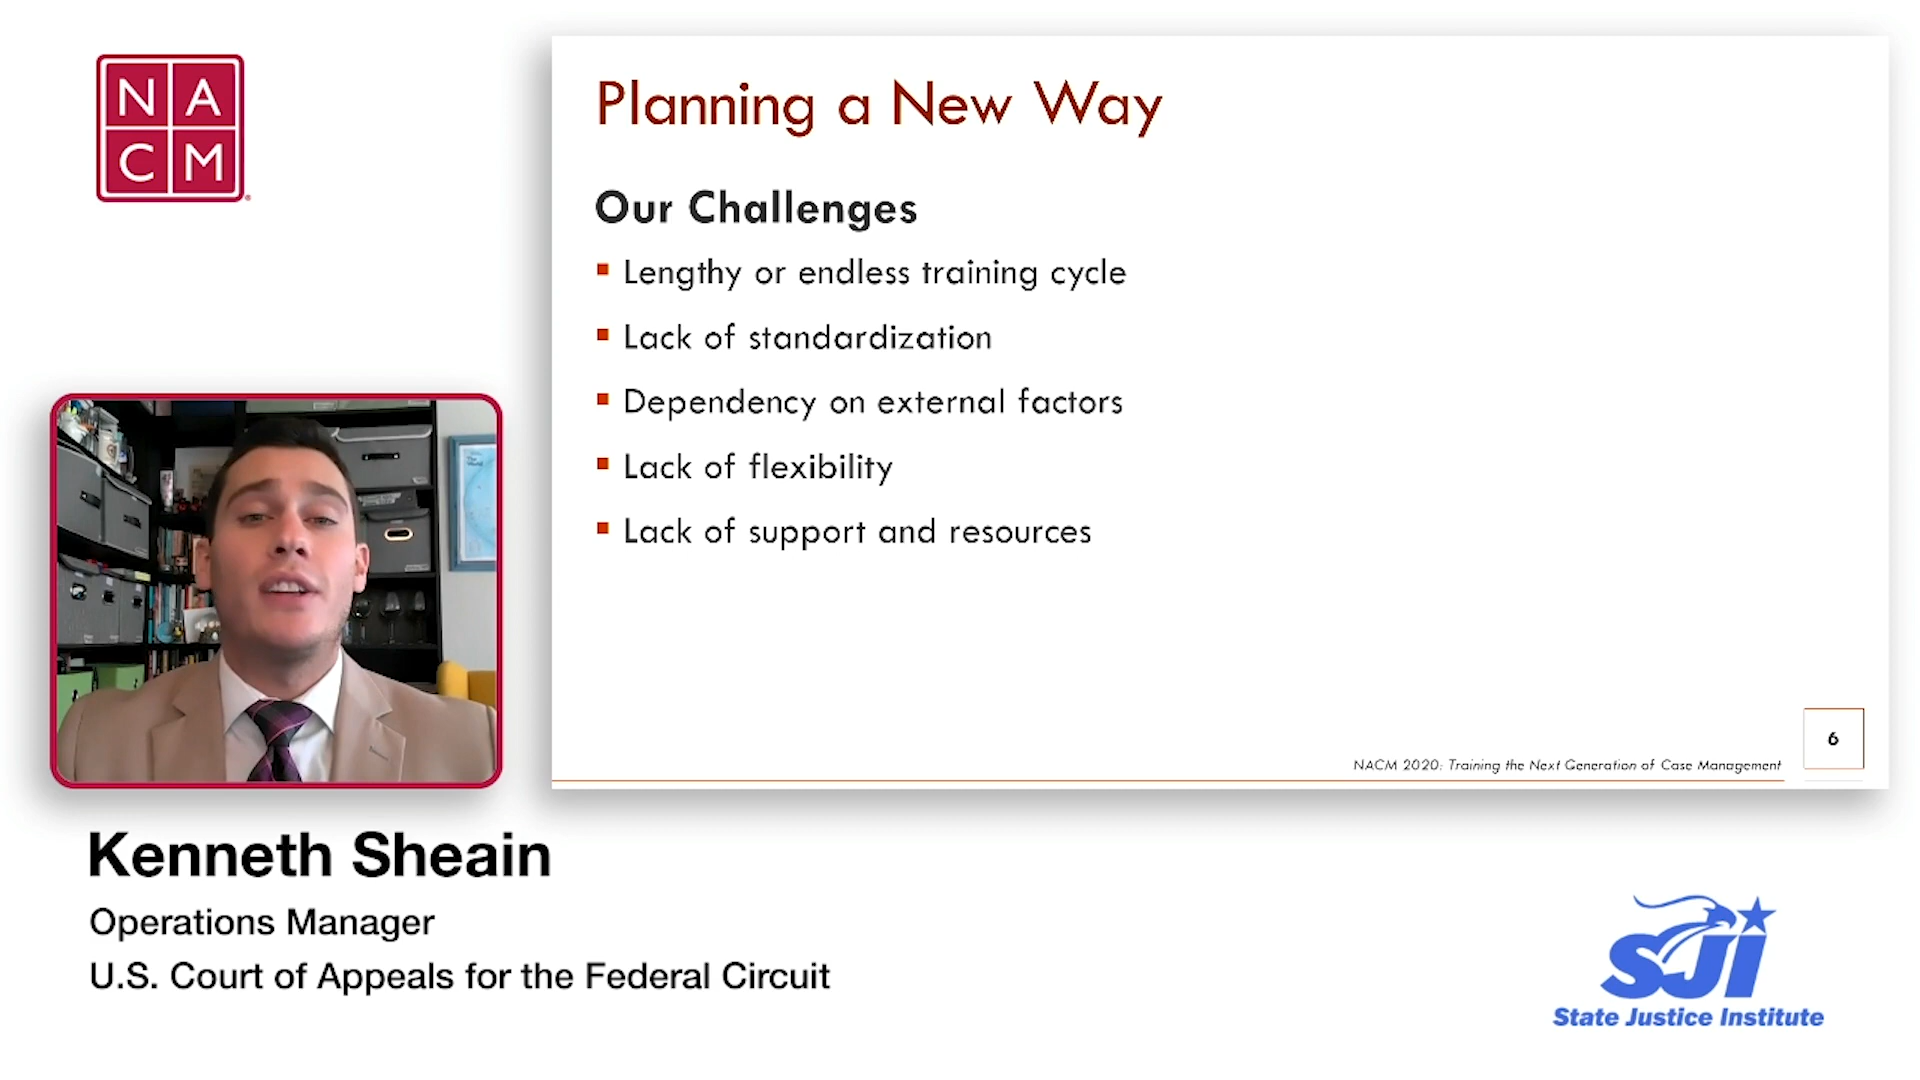 N A
C M
Planning a New Way
Our Challenges
Lengthy or endless training cycle
Lack of standardization
Dependency on external factors
Lack of flexibility
Lack of support and resources
NACM 2020: Training the Next Generation of Case Management
6
Kenneth Sheain
Operations Manager
U.S. Court of Appeals for the Federal Circuit
SJI
State Justice Institute